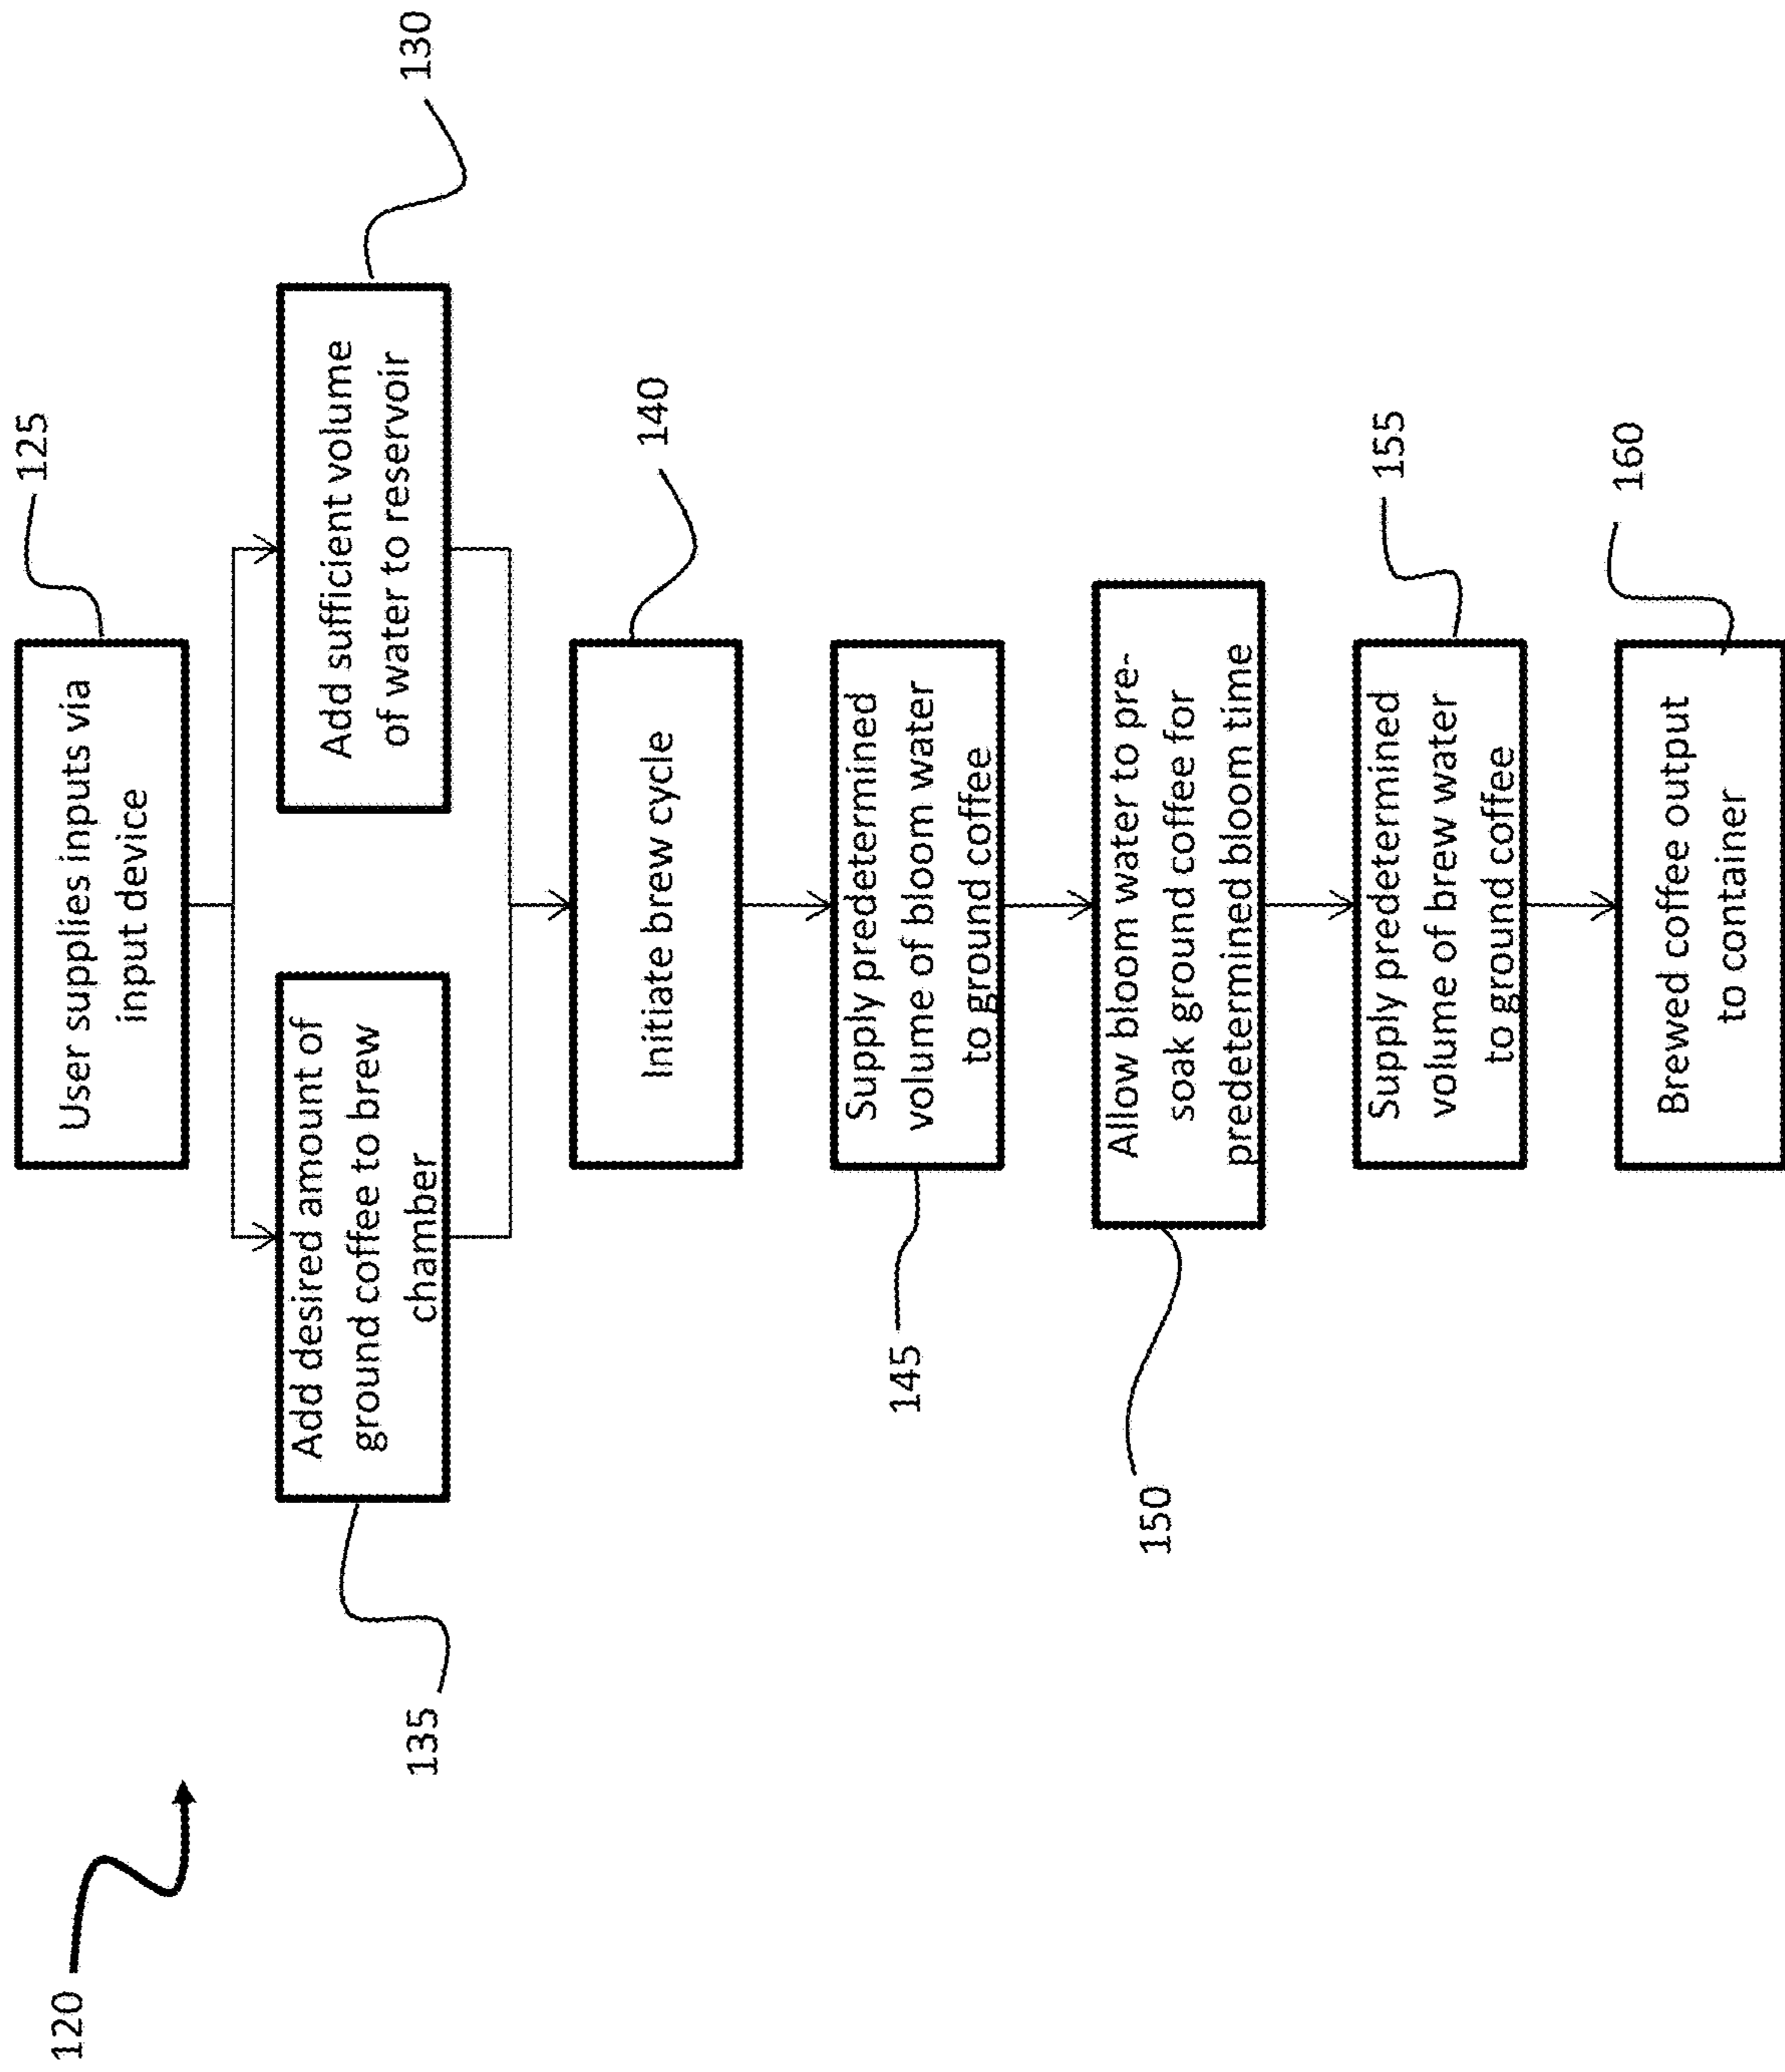 120
125
User supplies inputs via
input device
130
Add sufficient volume
of water to reservoir
135
Add desired amount of
ground coffee to brew
chamber
140
Initiate brew cycle
145
Supply predetermined
volume of bloom water
to ground coffee
150
Allow bloom water to pre-
soak ground coffee for
predetermined bloom time
155
Supply predetermined
volume of brew water
to ground coffee
160
Brewed coffee output
to container